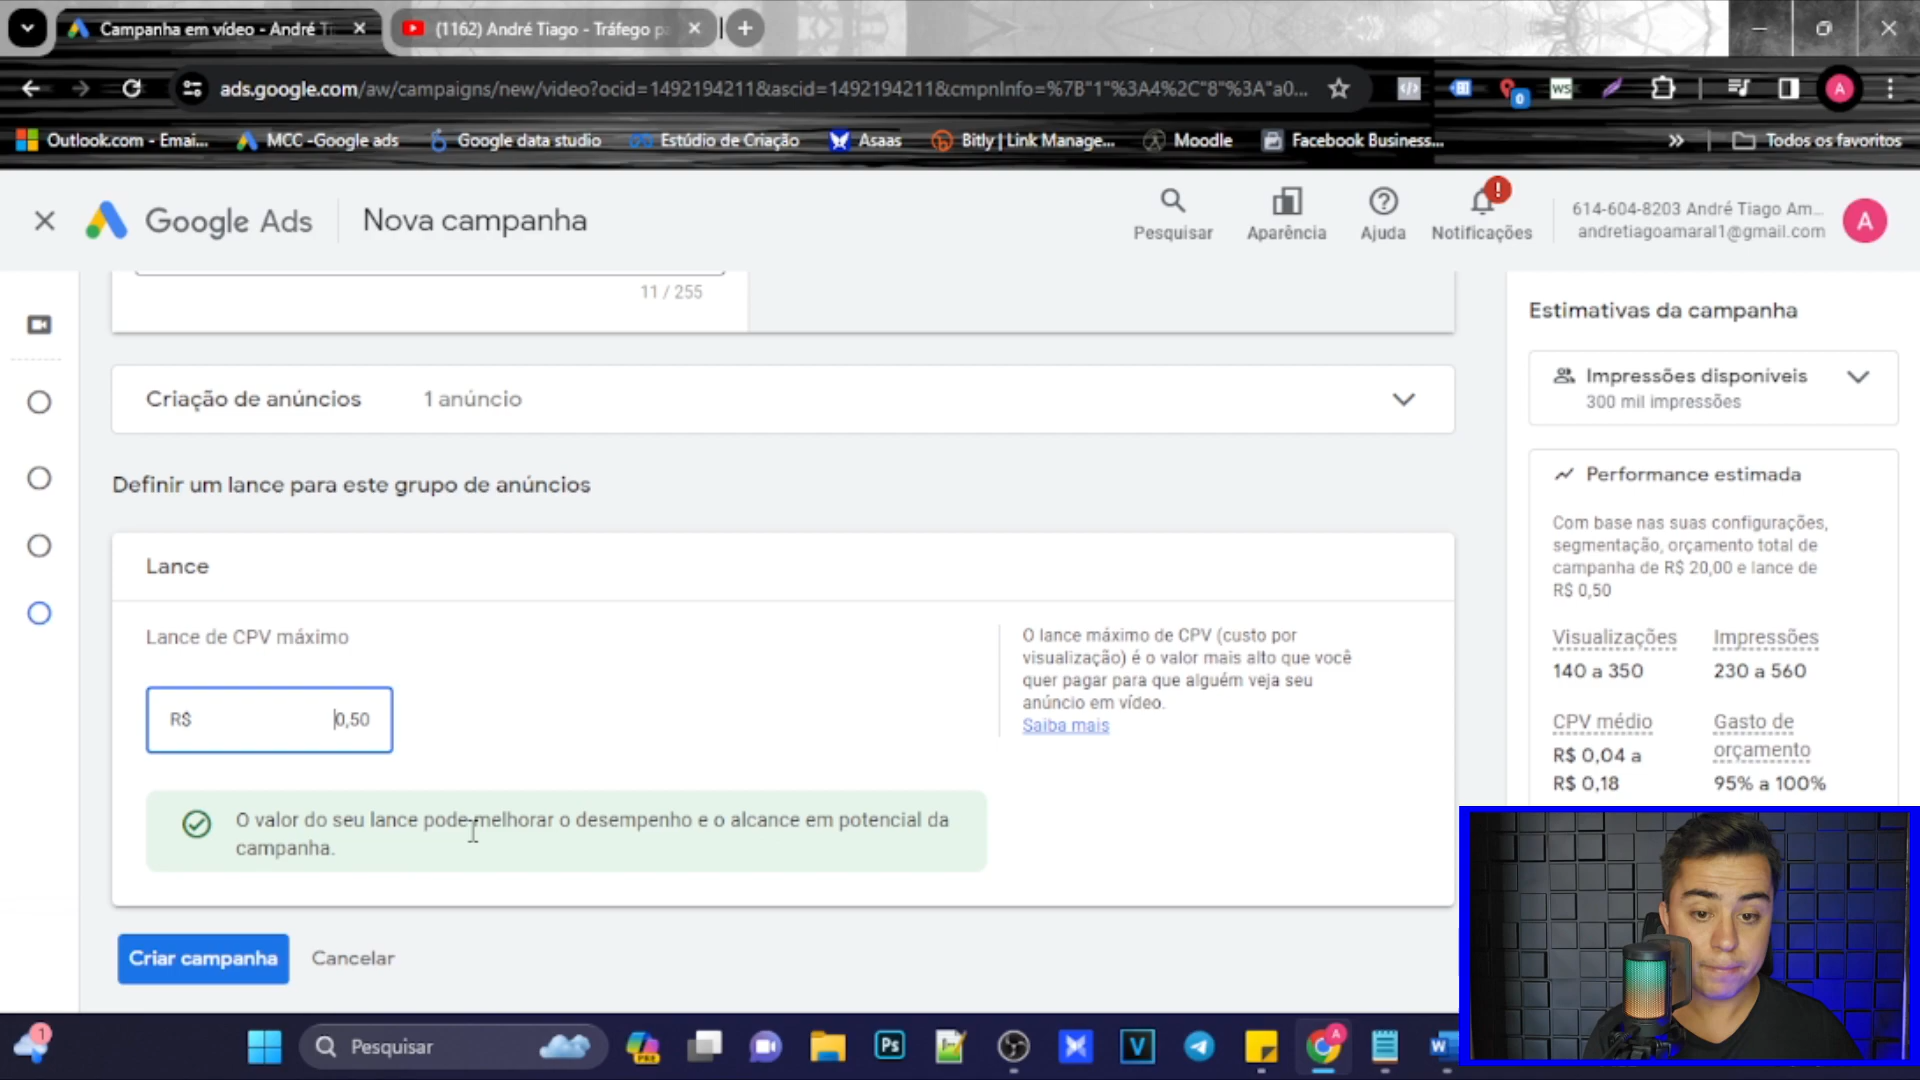 Campanha em vídeo - André T
(1162) André Tiago - Tráfego pa
ads.google.com/aw/campaigns/new/video?ocid=1492194211&ascid=1492194211&cmpnInfo=%7B"1"%3A4%2C"8"%3A"a0...
0
WS
A
Outlook.com - Emai...
MCC -Google ads
Google data studio
Estúdio de Criação
Asaas
Bitly | Link Manage...
Moodle
Facebook Business...
Todos os favoritos
Google Ads
Nova campanha
Pesquisar
Aparência
Ajuda
Notificações
614-604-8203 André Tiago Am...
andretiagoamaral1@gmail.com
A
11 / 255
Criação de anúncios
1 anúncio
Definir um lance para este grupo de anúncios
Lance
Lance de CPV máximo
R$ 0,50
O lance máximo de CPV (custo por
visualização) é o valor mais alto que você
quer pagar para que alguém veja seu
anúncio em vídeo.
Saiba mais
O valor do seu lance pode melhorar o desempenho e o alcance em potencial da
campanha.
Criar campanha
Cancelar
Estimativas da campanha
Impressões disponíveis
300 mil impressões
Performance estimada
Com base nas suas configurações,
segmentação, orçamento total de
campanha de R$ 20,00 e lance de
R$ 0,50
Visualizações
Impressões
140 a 350
230 a 560
CPV médio
Gasto de
orçamento
R$ 0,04 a
R$ 0,18
95% a 100%
1
Pesquisar
PRE
Ps
V
A
W